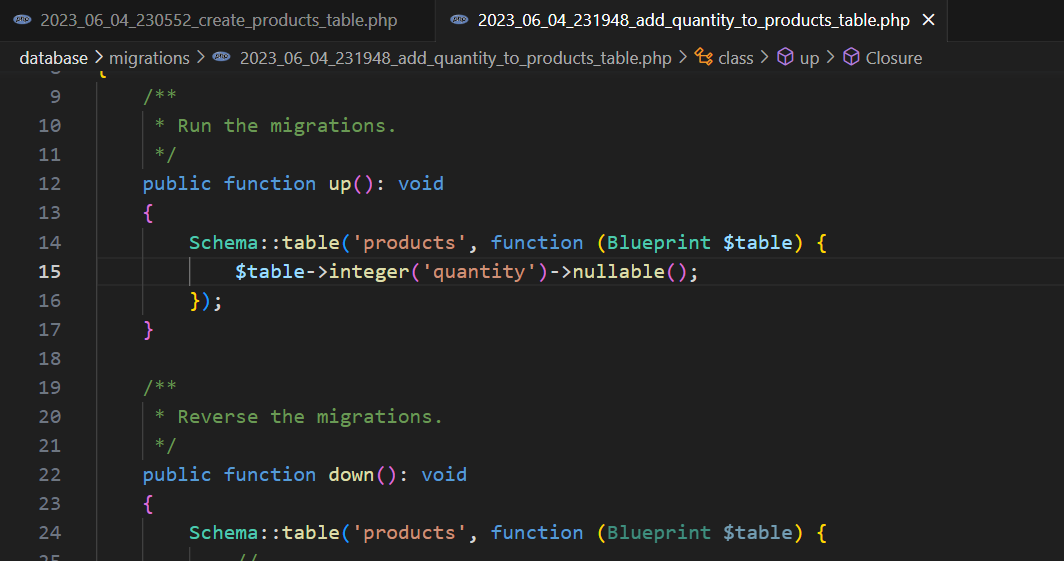 2023_06_04_230552_create_products_table.php 2023_06_04_231948_add_quantity_to_products_table.php ×
database > migrations > 2023_06_04_231948_add_quantity_to_products_table.php > class > up > Closure
{
9 /**
10 * Run the migrations.
11 */
12 public function up(): void
13 {
14 Schema::table('products', function (Blueprint $table) {
15 $table->integer('quantity')->nullable();
16 });
17 }
18
19 /**
20 * Reverse the migrations.
21 */
22 public function down(): void
23 {
24 Schema::table('products', function (Blueprint $table) {
25 //